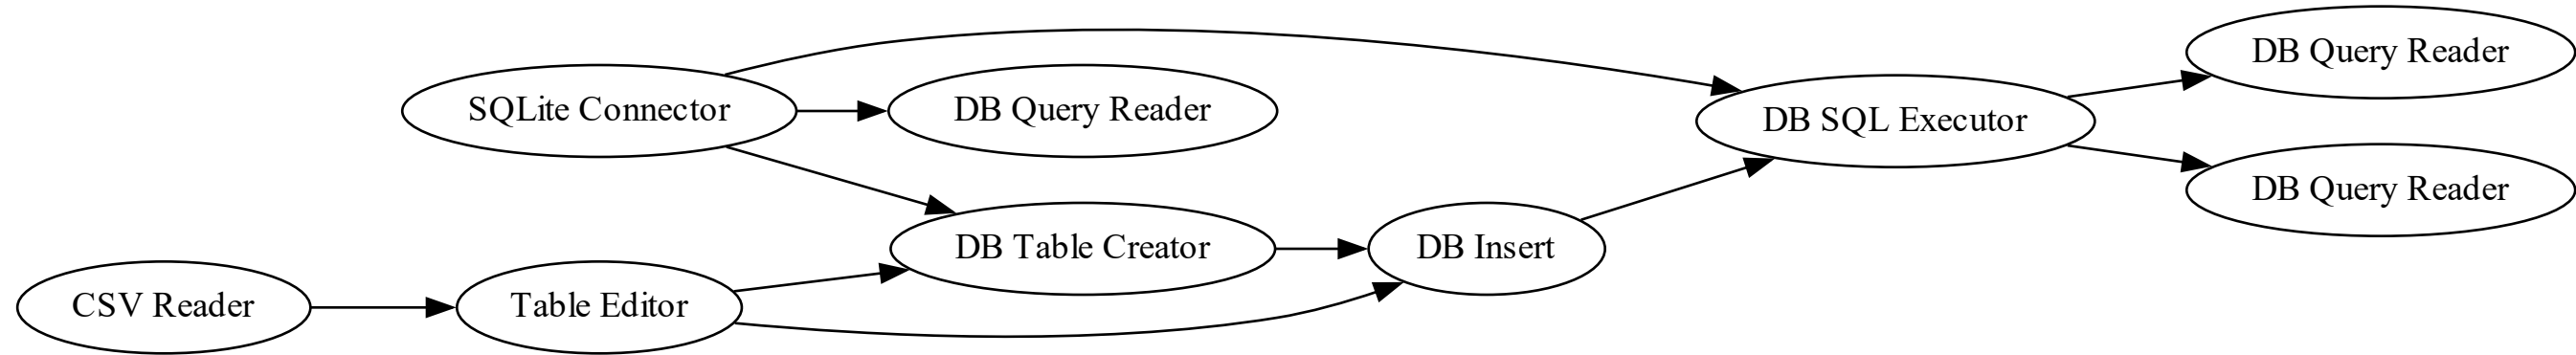 DB Query Reader
SQLite Connector
DB Query Reader
DB SQL Executor
DB Query Reader
DB Table Creator
DB Insert
CSV Reader
Table Editor